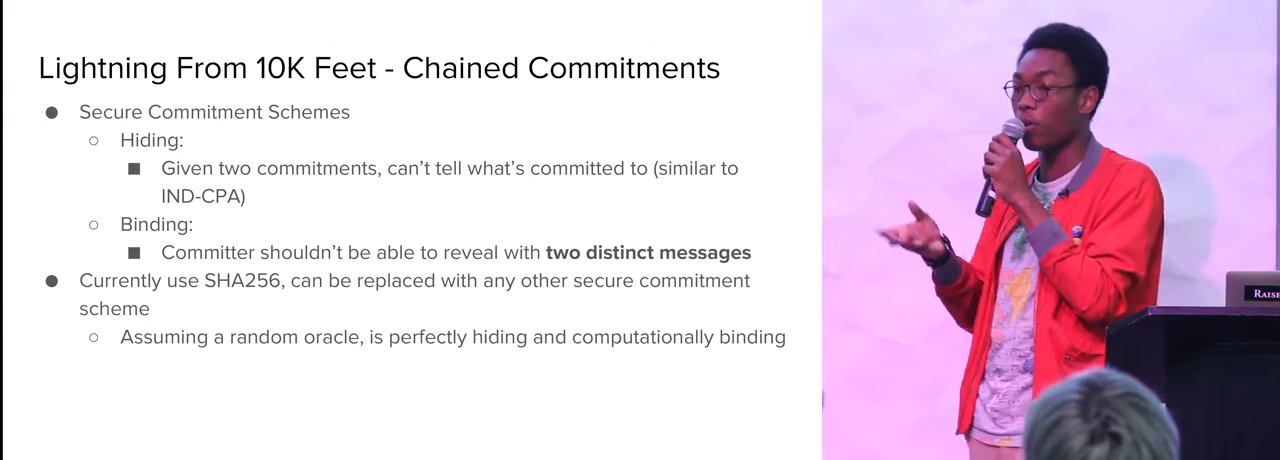 Lightning From 10K Feet - Chained Commitments
● Secure Commitment Schemes
○ Hiding:
■ Given two commitments, can’t tell what’s committed to (similar to
IND-CPA)
○ Binding:
■ Committer shouldn’t be able to reveal with two distinct messages
● Currently use SHA256, can be replaced with any other secure commitment
scheme
○ Assuming a random oracle, is perfectly hiding and computationally binding